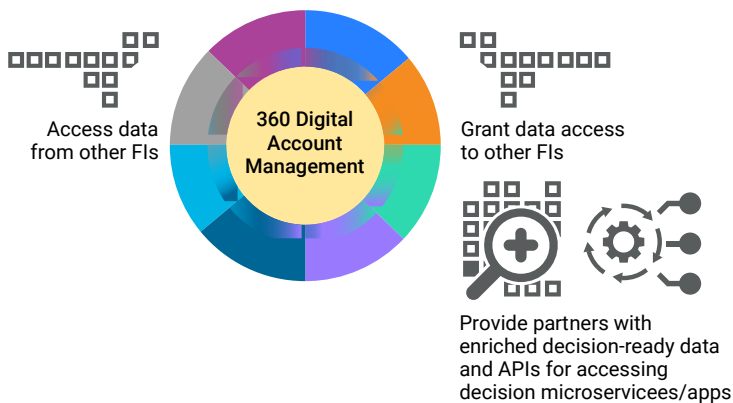 Access data
from other FIs
360 Digital
Account
Management
Grant data access
to other FIs
Provide partners with
enriched decision-ready data
and APIs for accessing
decision microservicees/apps